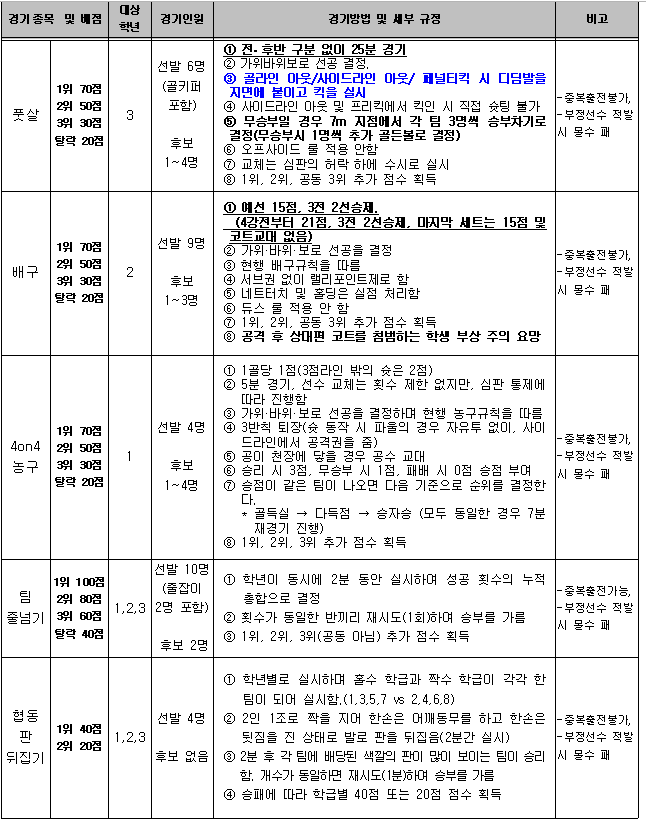 경기종목 및 배점
대상
학년
경기인원
경기방법 및 세부 규정
비고
풋살
1위 70점
2위 50점
3위 30점
탈락 20점
3
선발 6명
(골키퍼
포함)
후보
1~4명
① 전·후반 구분 없이 25분 경기
② 가위바위보로 선공 결정.
③ 골라인 아웃/사이드라인 아웃/ 페널티킥 시 디딤발을
지면에 붙이고 킥을 실시
④ 사이드라인 아웃 및 프리킥에서 킥인 시 직접 슛팅 불가
⑤ 무승부일 경우 7m 지점에서 각 팀 3명씩 승부차기로
결정(무승부시 1명씩 추가 골든볼로 결정)
⑥ 오프사이드 룰 적용 안함
⑦ 교체는 심판의 허락 하에 수시로 실시
⑧ 1위, 2위, 공동 3위 추가 점수 획득
-중복출전불가,
-부정선수 적발
시 몰수 패
배구
1위 70점
2위 50점
3위 30점
탈락 20점
2
선발 9명
후보
1~3명
① 예선 15점, 3전 2선승제.
(4강전부터 21점, 3전 2선승제, 마지막 세트는 15점 및
코트교대 없음)
② 가위·바위·보로 선공을 결정
③ 현행 배구규칙을 따름
④ 서브권 없이 랠리포인트제로 함
⑤ 네트터치 및 홀딩은 실점 처리함
⑥ 듀스 룰 적용 안 함
⑦ 1위, 2위, 공동 3위 추가 점수 획득
⑧ 공격 후 상대편 코트를 침범하는 학생 부상 주의 요망
-중복출전불가,
-부정선수 적발
시 몰수 패
4on4
농구
1위 70점
2위 50점
3위 30점
탈락 20점
1
선발 4명
후보
1~4명
① 1골당 1점(3점라인 밖의 슛은 2점)
② 5분 경기, 선수 교체는 횟수 제한 없지만, 심판 통제에
따라 진행함
③ 가위·바위·보로 선공을 결정하며 현행 농구규칙을 따름
④ 3반칙 퇴장(슛 동작 시 파울의 경우 자유투 없이, 사이
드라인에서 공격권을 줌)
⑤ 공이 천장에 닿을 경우 공수 교대
⑥ 승리 시 3점, 무승부 시 1점, 패배 시 0점 승점 부여
⑦ 승점이 같은 팀이 나오면 다음 기준으로 순위를 결정한
다.
* 골득실 → 다득점 → 승자승 (모두 동일한 경우 7분
재경기 진행)
⑧ 1위, 2위, 3위 추가 점수 획득
-중복출전불가,
-부정선수 적발
시 몰수 패
팀
줄넘기
1위 100점
2위 80점
3위 60점
탈락 40점
1,2,3
선발 10명
(줄잡이
2명 포함)
후보 2명
① 학년이 동시에 2분 동안 실시하며 성공 횟수의 누적
총합으로 결정
② 횟수가 동일한 반끼리 재시도(1회)하여 승부를 가름
③ 1위, 2위, 3위(공동 아님) 추가 점수 획득
-중복출전가능,
-부정선수 적발
시 몰수 패
협동
판
뒤집기
1위 40점
2위 20점
1,2,3
선발 4명
후보 없음
① 학년별로 실시하며 홀수 학급과 짝수 학급이 각각 한
팀이 되어 실시함.(1,3,5,7 vs 2,4,6,8)
② 2인 1조로 짝을 지어 한손은 어깨동무를 하고 한손은
뒷짐을 진 상태로 발로 판을 뒤집음(2분간 실시)
③ 2분 후 각 팀에 배당된 색깔의 판이 많이 보이는 팀이 승리
함. 개수가 동일하면 재시도(1분)하여 승부를 가름
④ 승패에 따라 학급별 40점 또는 20점 점수 획득
-중복출전불가,
-부정선수 적발
시 몰수 패